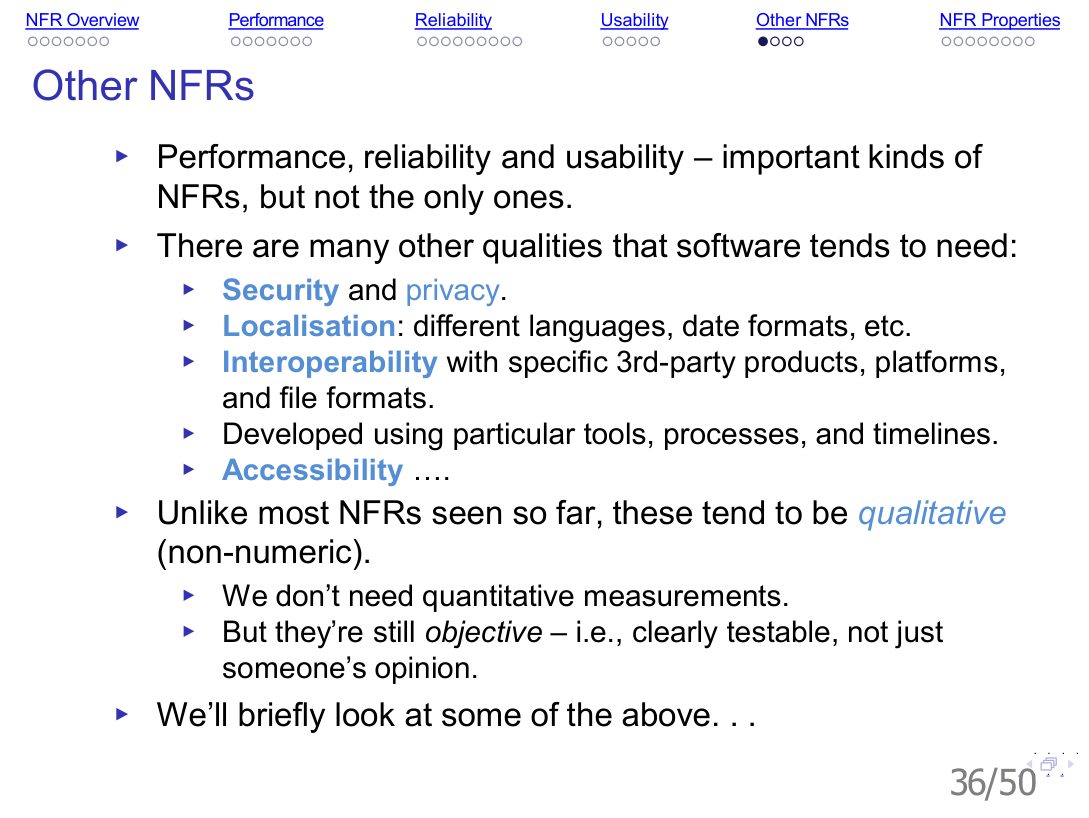 NFR Overview Performance Reliability Usability Other NFRs NFR Properties
Other NFRs
▸ Performance, reliability and usability – important kinds of
NFRs, but not the only ones.
▸ There are many other qualities that software tends to need:
▸ Security and privacy.
▸ Localisation: different languages, date formats, etc.
▸ Interoperability with specific 3rd-party products, platforms,
and file formats.
▸ Developed using particular tools, processes, and timelines.
▸ Accessibility ….
▸ Unlike most NFRs seen so far, these tend to be qualitative
(non-numeric).
▸ We don’t need quantitative measurements.
▸ But they’re still objective – i.e., clearly testable, not just
someone’s opinion.
▸ We’ll briefly look at some of the above. . .
36/50